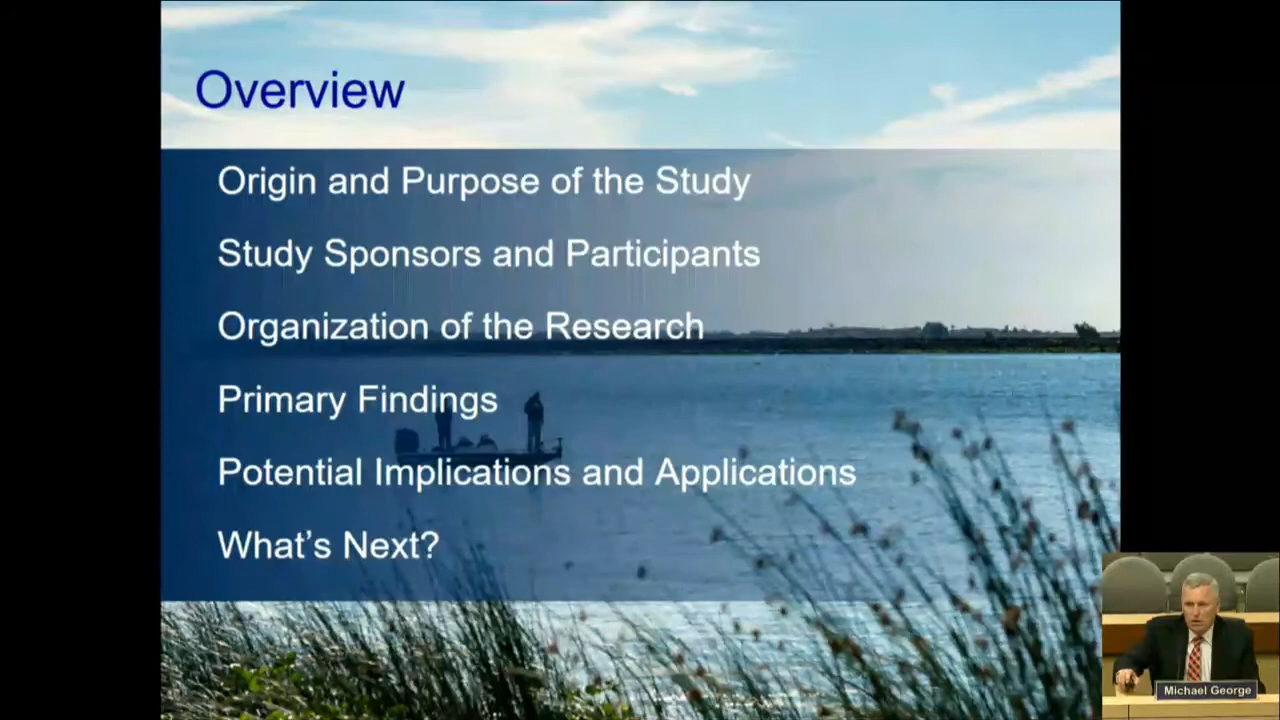 Overview
Origin and Purpose of the Study
Study Sponsors and Participants
Organization of the Research
Primary Findings
Potential Implications and Applications
What's Next?
Michael George